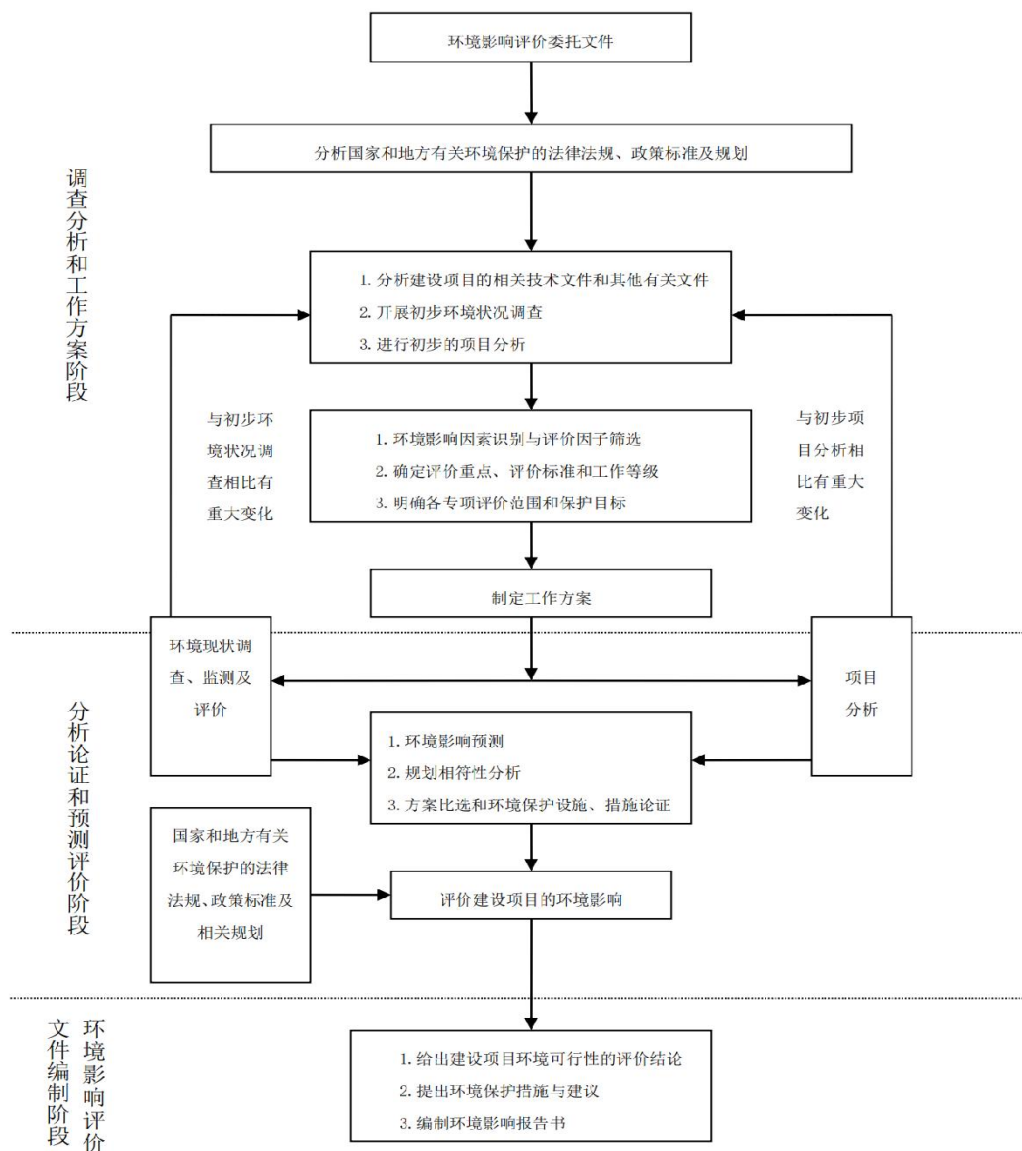 环境影响评价委托文件
分析国家和地方有关环境保护的法律法规、政策标准及规划
调查分析和工作方案阶段
1. 分析建设项目的相关技术文件和其他有关文件
2. 开展初步环境状况调查
3. 进行初步的项目分析
与初步环
境状况调
查相比有
重大变化
1. 环境影响因素识别与评价因子筛选
2. 确定评价重点、评价标准和工作等级
3. 明确各专项评价范围和保护目标
与初步项
目分析相
比有重大
变化
制定工作方案
环境现状调
查、监测及
评价
项目
分析
分析论证和预测评价阶段
1. 环境影响预测
2. 规划相符性分析
3. 方案比选和环境保护设施、措施论证
国家和地方有关
环境保护的法律
法规、政策标准及
相关规划
评价建设项目的环境影响
环境影响评价
文件编制阶段
1. 给出建设项目环境可行性的评价结论
2. 提出环境保护措施与建议
3. 编制环境影响报告书